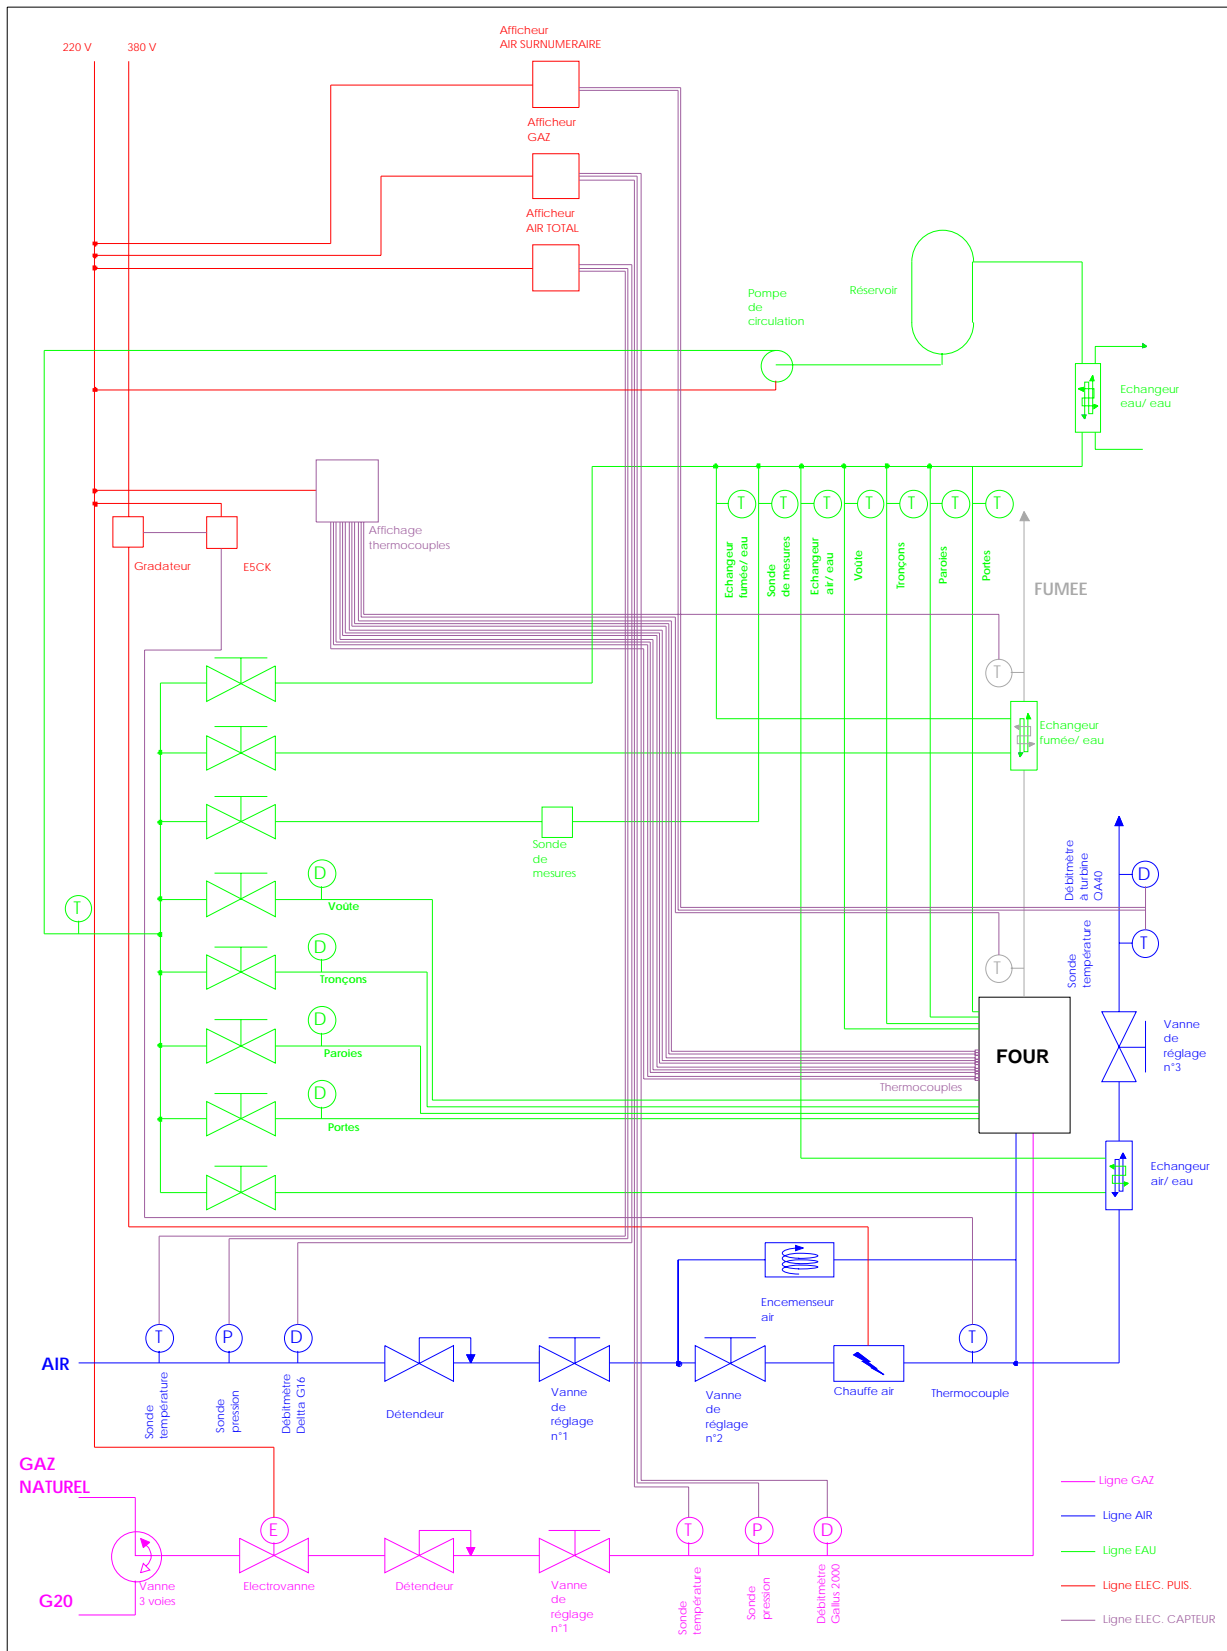 220 V
380 V
Afficheur
AIR SURNUMERAIRE
Afficheur
GAZ
Afficheur
AIR TOTAL
Pompe
de
circulation
Réservoir
Echangeur
eau/ eau
Affichage
thermocouples
Gradateur
E5CK
T
T
T
T
T
T
T
Echangeur
fumée/ eau
Sonde
de mesures
Echangeur
air/ eau
Voûte
Tronçons
Paroies
Portes
FUMEE
T
Echangeur
fumée/ eau
Sonde
de
mesures
D
Voûte
T
D
Tronçons
D
Paroies
D
Portes
Débitmètre
à turbine
QA40
D
Sonde
température
T
T
FOUR
Thermocouples
Vanne
de
réglage
n°3
Echangeur
air/ eau
Encemenseur
air
AIR
T
P
D
T
Sonde
température
Sonde
pression
Débitmètre
Deltta G16
Détendeur
Vanne
de
réglage
n°1
Vanne
de
réglage
n°2
Chauffe air
Thermocouple
GAZ
NATUREL
G20
Vanne
3 voies
E
Electrovanne
Détendeur
Vanne
de
réglage
n°1
T
P
D
Sonde
température
Sonde
pression
Débitmètre
Gallus 2000
Ligne GAZ
Ligne AIR
Ligne EAU
Ligne ELEC. PUIS.
Ligne ELEC. CAPTEUR